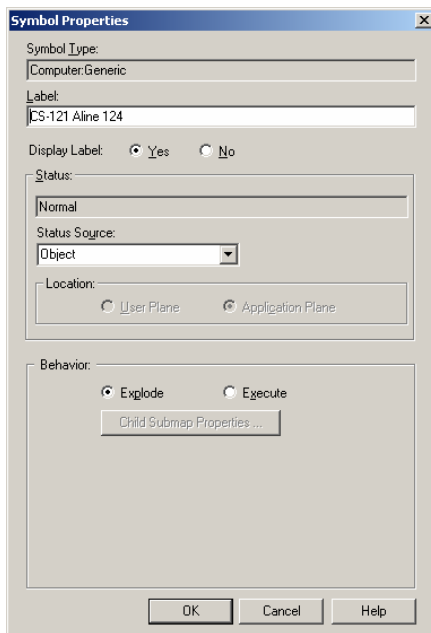 Symbol Properties
Symbol Type:
Computer:Generic
Label:
CS-121 Aline 124
Display Label: Yes No
Status:
Normal
Status Source:
Object
Location:
User Plane Application Plane
Behavior:
Explode Execute
Child Submap Properties ...
OK Cancel Help